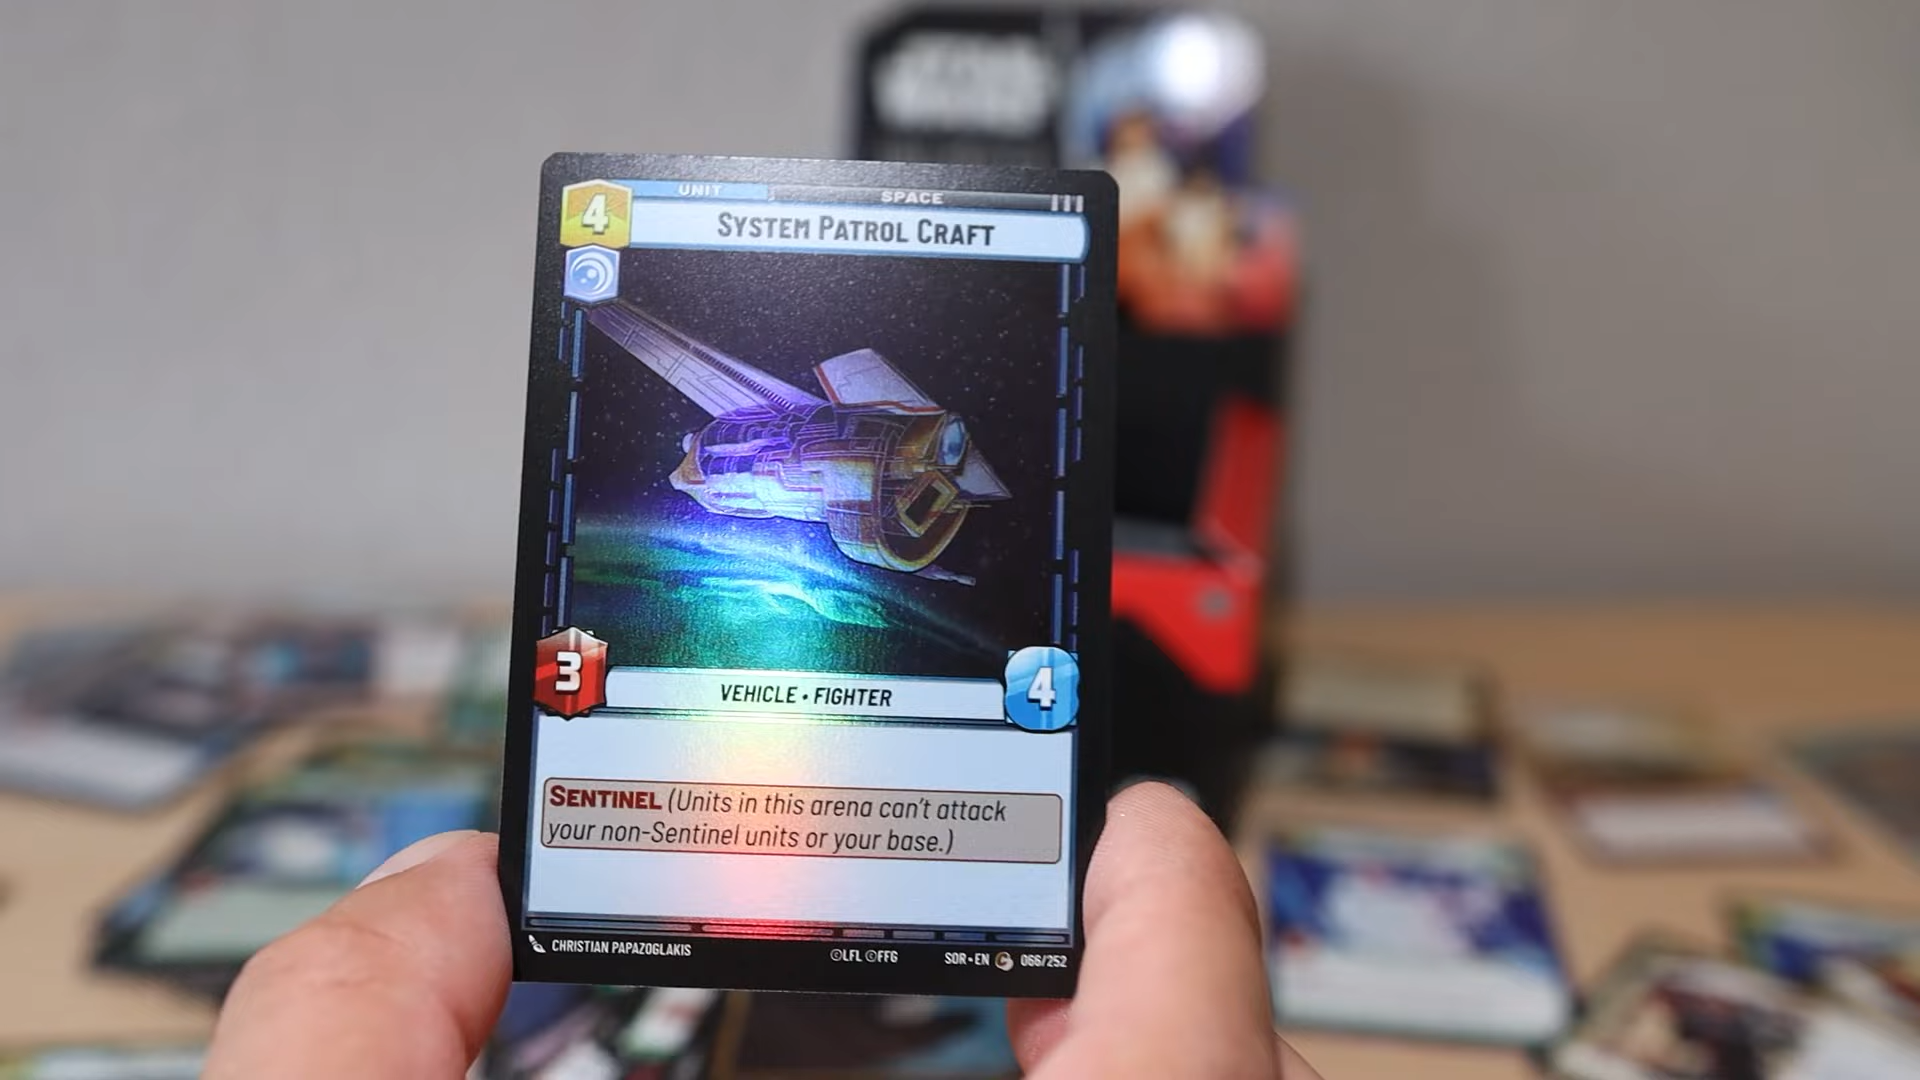 UNIT SPACE
4 SYSTEM PATROL CRAFT
3 VEHICLE • FIGHTER 4
SENTINEL (Units in this arena can't attack
your non-Sentinel units or your base.)
CHRISTIAN PAPAZOGLAKIS ©LFL ©FFG SOR • EN C 066/252